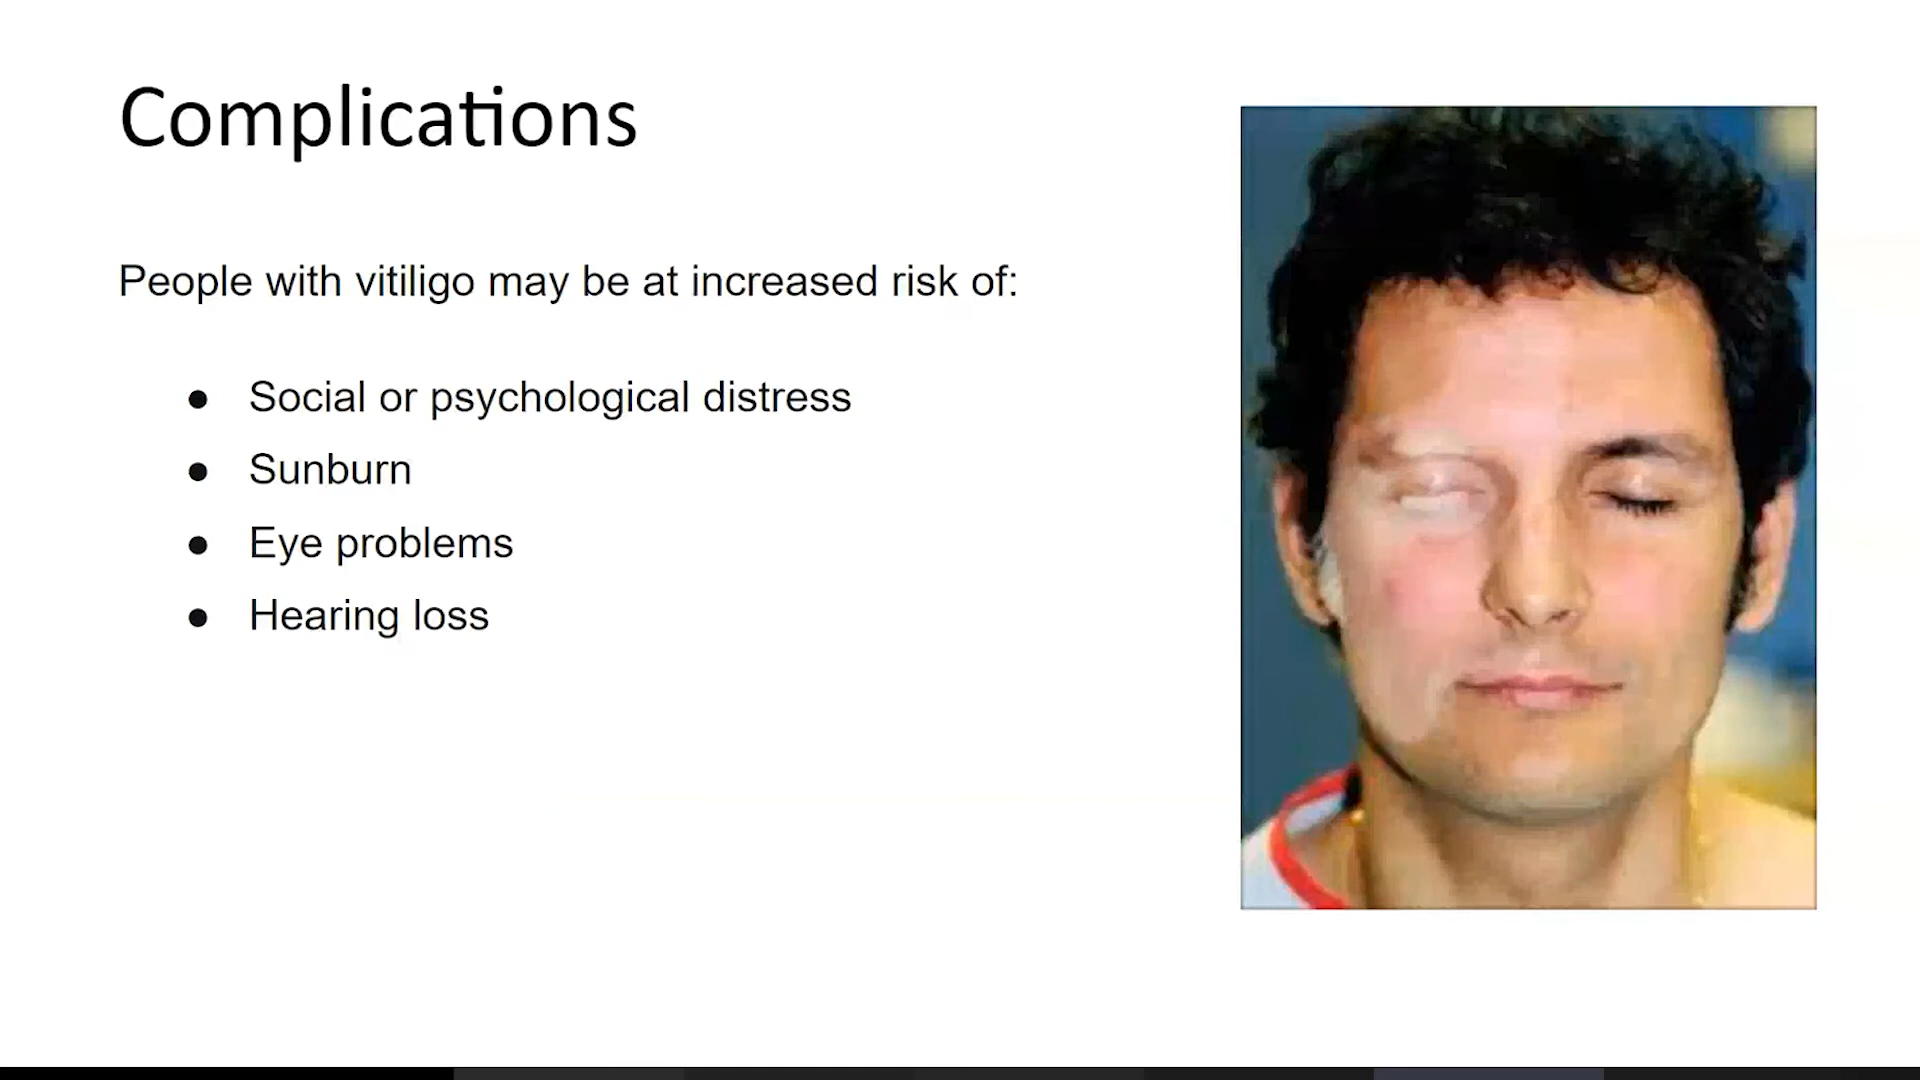 Complications
People with vitiligo may be at increased risk of:
● Social or psychological distress
● Sunburn
● Eye problems
● Hearing loss